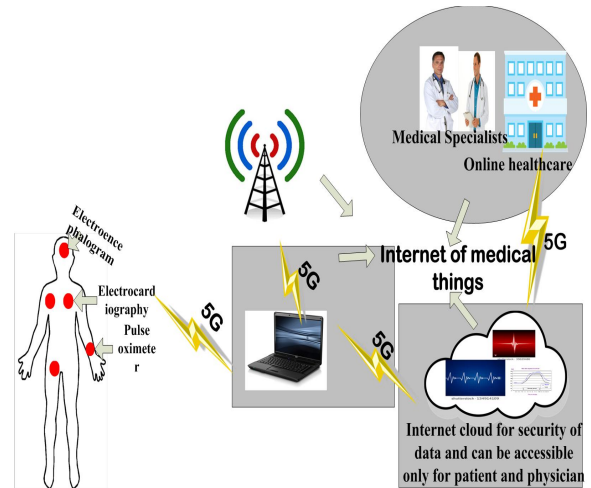 Medical Specialists
Online healthcare
Electroence
phalogram
Electrocard
iography
Pulse
oximete
r
5G
5G
5G
5G
Internet of medical
things
Internet cloud for security of
data and can be accessible
only for patient and physician